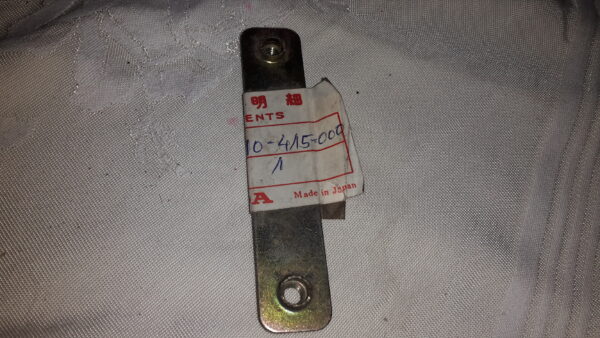 明細
ENTS
10-415-000
1
A Made in Japan